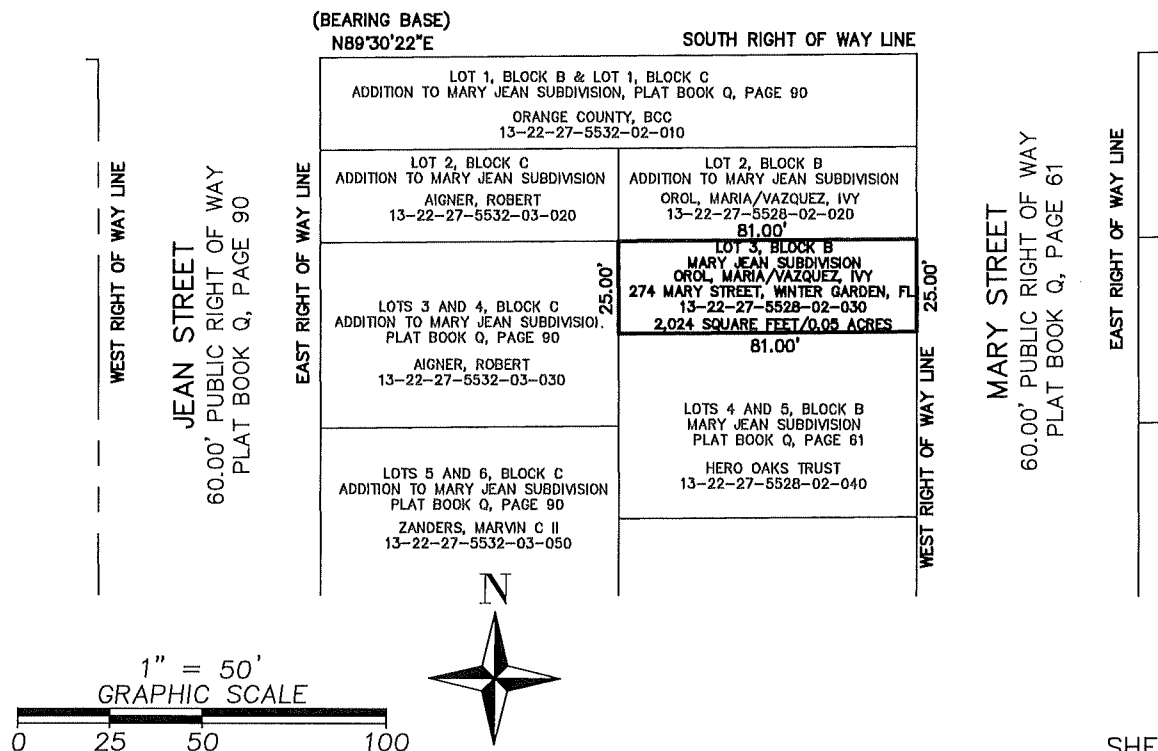 (BEARING BASE)
N89°30'22"E
SOUTH RIGHT OF WAY LINE
LOT 1, BLOCK B & LOT 1, BLOCK C
ADDITION TO MARY JEAN SUBDIVISION, PLAT BOOK Q, PAGE 90
ORANGE COUNTY, BCC
13-22-27-5532-02-010
WEST RIGHT OF WAY LINE
JEAN STREET
60.00' PUBLIC RIGHT OF WAY
PLAT BOOK Q, PAGE 90
EAST RIGHT OF WAY LINE
LOT 2, BLOCK C
ADDITION TO MARY JEAN SUBDIVISION
AIGNER, ROBERT
13-22-27-5532-03-020
LOT 2, BLOCK B
ADDITION TO MARY JEAN SUBDIVISION
OROL, MARIA/VAZQUEZ, IVY
13-22-27-5528-02-020
81.00'
LOTS 3 AND 4, BLOCK C
ADDITION TO MARY JEAN SUBDIVISIO\.
PLAT BOOK Q, PAGE 90
AIGNER, ROBERT
13-22-27-5532-03-030
25.00'
LOT 3, BLOCK B
MARY JEAN SUBDIVISION
OROL, MARIA/VAZQUEZ, IVY
274 MARY STREET, WINTER GARDEN, FL
13-22-27-5528-02-030
2,024 SQUARE FEET/0.05 ACRES
25.00'
81.00'
LOTS 4 AND 5, BLOCK B
MARY JEAN SUBDIVISION
PLAT BOOK Q, PAGE 61
HERO OAKS TRUST
13-22-27-5528-02-040
LOTS 5 AND 6, BLOCK C
ADDITION TO MARY JEAN SUBDIVISION
PLAT BOOK Q, PAGE 90
ZANDERS, MARVIN C II
13-22-27-5532-03-050
WEST RIGHT OF WAY LINE
MARY STREET
60.00' PUBLIC RIGHT OF WAY
PLAT BOOK Q, PAGE 61
EAST RIGHT OF WAY LINE
N
1" = 50'
GRAPHIC SCALE
0 25 50 100
SHE